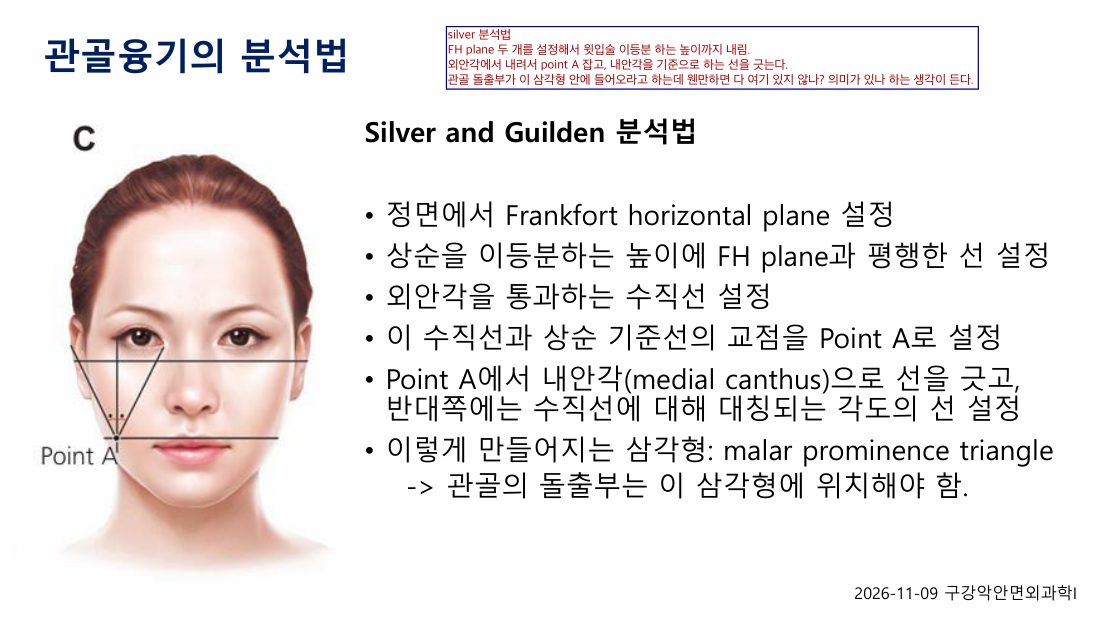 관골융기의 분석법
silver 분석법
FH plane 두 개를 설정해서 윗입술 이등분 하는 높이까지 내림.
외안각에서 내려서 point A 잡고, 내안각을 기준으로 하는 선을 긋는다.
관골 돌출부가 이 삼각형 안에 들어오라고 하는데 웬만하면 다 여기 있지 않나? 의미가 있나 하는 생각이 든다.
C
Point A
Silver and Guilden 분석법
• 정면에서 Frankfort horizontal plane 설정
• 상순을 이등분하는 높이에 FH plane과 평행한 선 설정
• 외안각을 통과하는 수직선 설정
• 이 수직선과 상순 기준선의 교점을 Point A로 설정
• Point A에서 내안각(medial canthus)으로 선을 긋고,
반대쪽에는 수직선에 대해 대칭되는 각도의 선 설정
• 이렇게 만들어지는 삼각형: malar prominence triangle
-> 관골의 돌출부는 이 삼각형에 위치해야 함.
2026-11-09 구강악안면외과학I